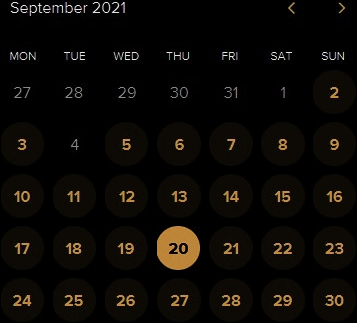 September 2021
MON TUE WED THU FRI SAT SUN
27 28 29 30 31 1 2
3 4 5 6 7 8 9
10 11 12 13 14 15 16
17 18 19 20 21 22 23
24 25 26 27 28 29 30